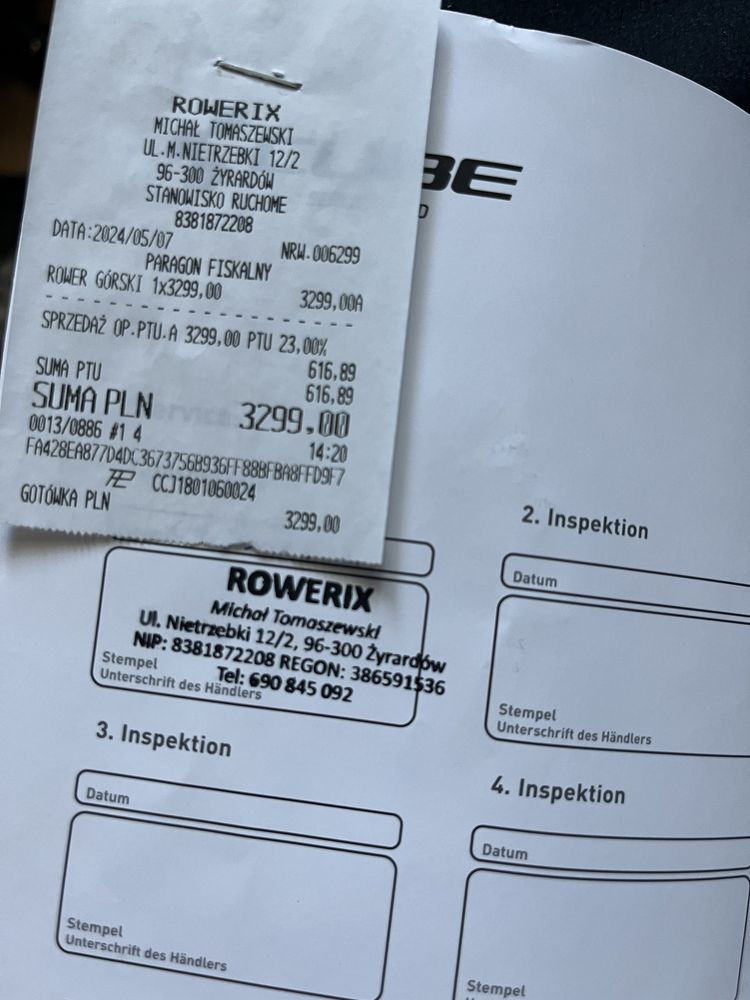 ROWERIX
MICHAŁ TOMASZEWSKI
UL.M.NIETRZEBKI 12/2
96-300 ŻYRARDÓW
STANOWISKO RUCHOME
8381872208
DATA:2024/05/07 NRW.006299
PARAGON FISKALNY
ROWER GÓRSKI 1x3299,00 3299,00A
SPRZEDAŻ OP.PTU.A 3299,00 PTU 23,00% 616,89
SUMA PTU 616,89
SUMA PLN 3299,00
0013/0886 #1 4 14:20
FA428EA877D4DC3673756B936FF88BFBA8FFD9F7
CCJ1801060024
GOTÓWKA PLN 3299,00
BE
D
ROWERIX
Michał Tomaszewski
Ul. Nietrzebki 12/2, 96-300 Żyrardów
NIP: 8381872208 REGON: 386591536
Tel: 690 845 092
Stempel
Unterschrift des Händlers
2. Inspektion
Datum
Stempel
Unterschrift des Händlers
3. Inspektion
Datum
Stempel
Unterschrift des Händlers
4. Inspektion
Datum
Stempel